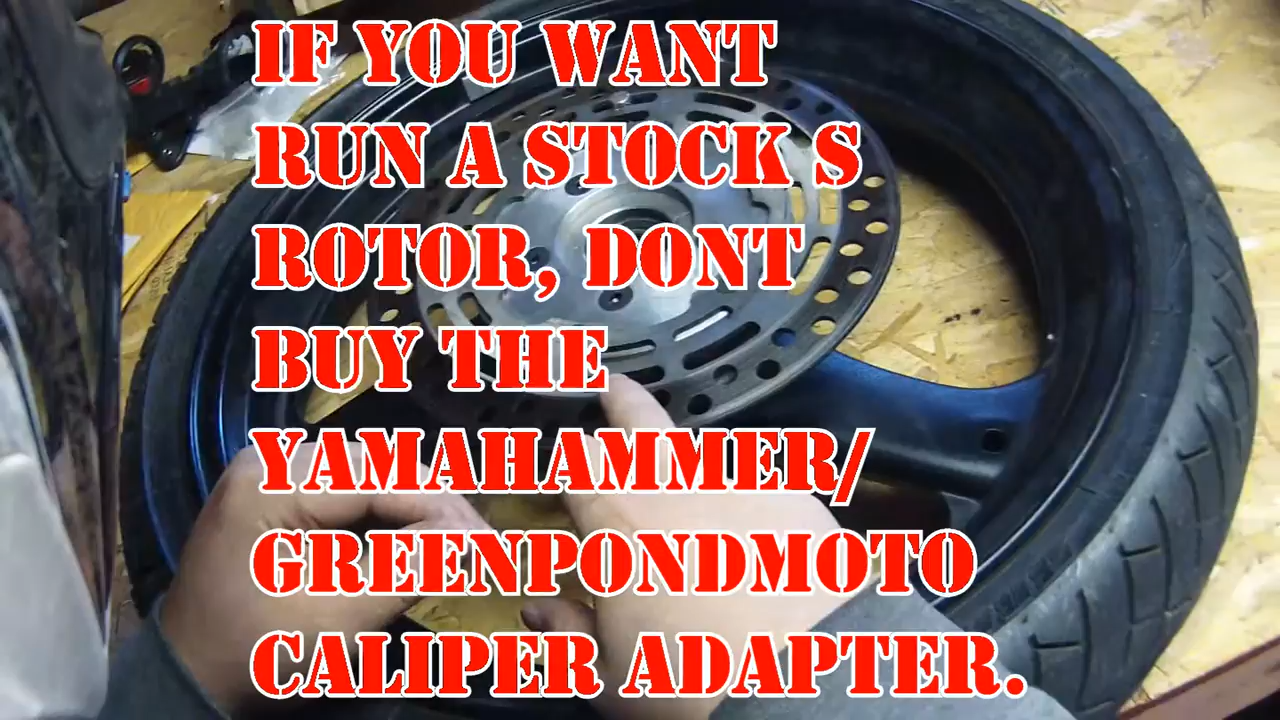 IF YOU WANT
RUN A STOCK S
ROTOR, DONT
BUY THE
YAMAHAMMER/
GREENPONDMOTO
CALIPER ADAPTER.